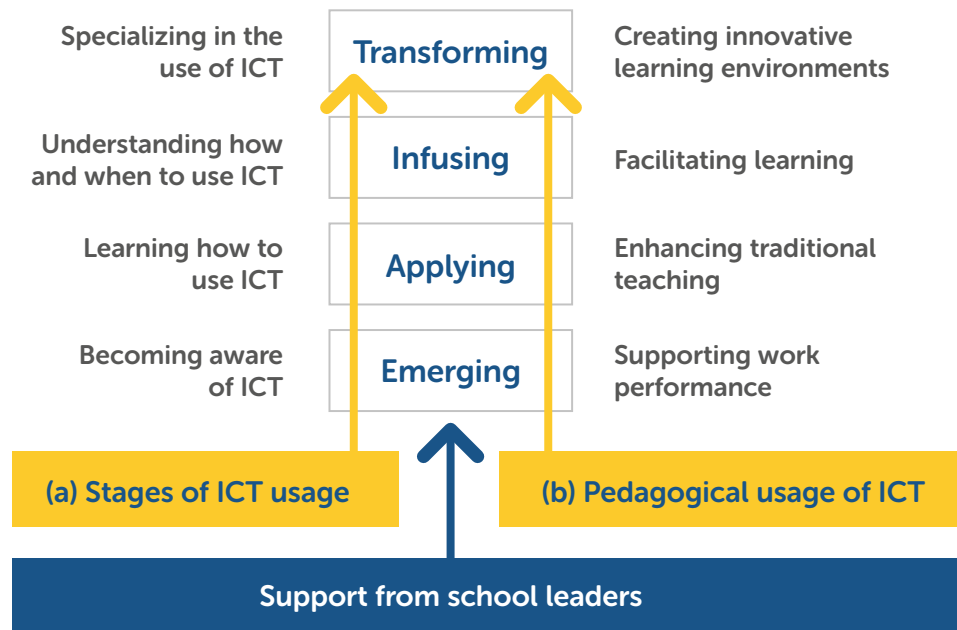 Specializing in the
use of ICT
Transforming
Creating innovative
learning environments
Understanding how
and when to use ICT
Infusing
Facilitating learning
Learning how to
use ICT
Applying
Enhancing traditional
teaching
Becoming aware
of ICT
Emerging
Supporting work
performance
(a) Stages of ICT usage
(b) Pedagogical usage of ICT
Support from school leaders